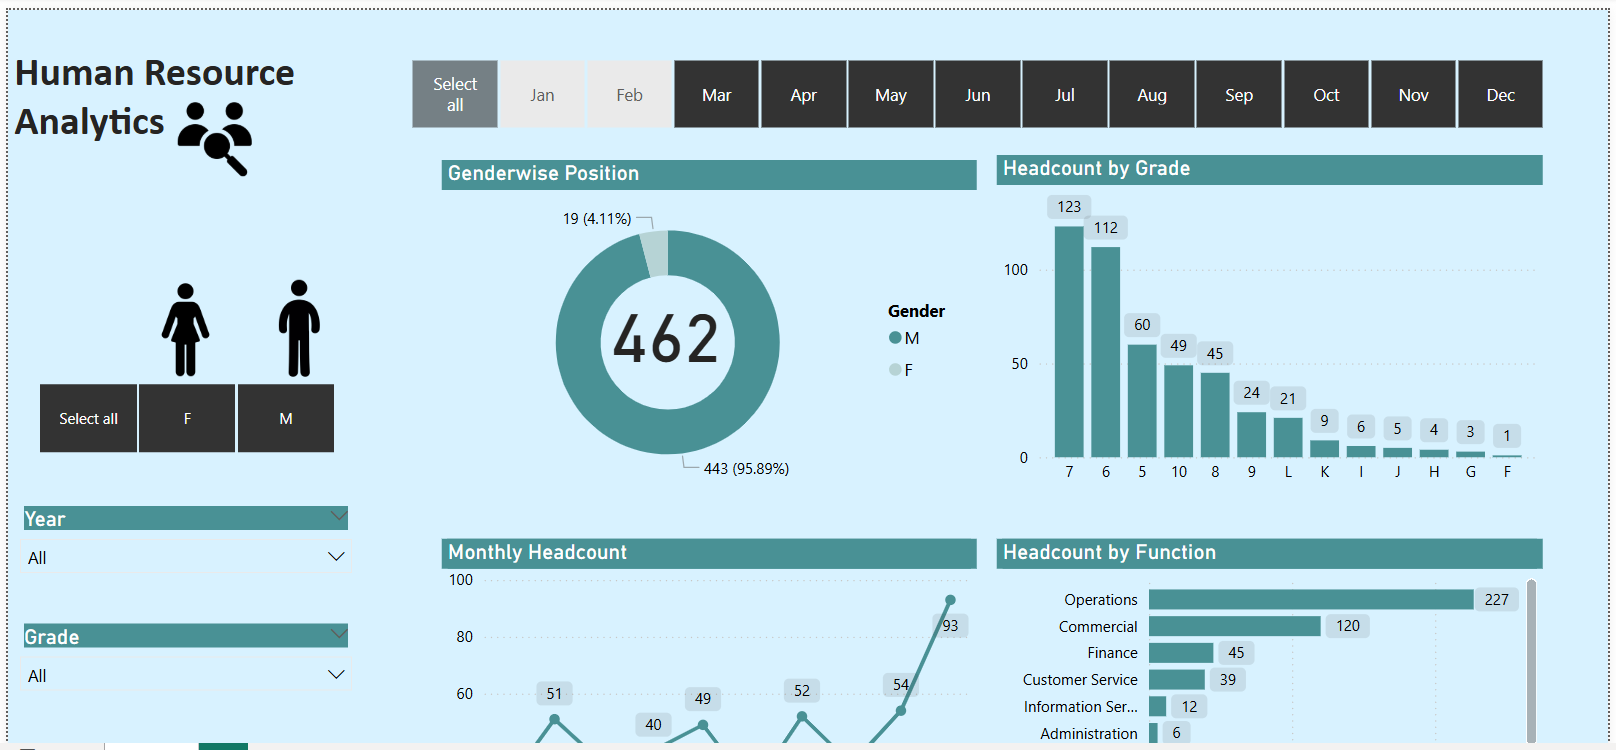 Human Resource
Analytics
Select
all
Jan
Feb
Mar
Apr
May
Jun
Jul
Aug
Sep
Oct
Nov
Dec
Genderwise Position
19 (4.11%)
462
443 (95.89%)
Gender
M
F
Headcount by Grade
100
50
0
123
112
60
49
45
24
21
9
6
5
4
3
1
7
6
5
10
8
9
L
K
I
J
H
G
F
Select all
F
M
Year
All
Grade
All
Monthly Headcount
100
80
60
51
40
49
52
54
93
Headcount by Function
Operations 227
Commercial 120
Finance 45
Customer Service 39
Information Ser... 12
Administration 6